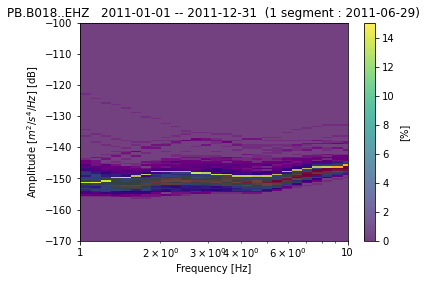 PB.B018..EHZ 2011-01-01 -- 2011-12-31 (1 segment : 2011-06-29)
−100
−110
−120
−130
−140
−150
−160
−170
Amplitude [m²/s⁴/Hz] [dB]
1
2 × 10⁰
3 × 10⁰
4 × 10⁰
6 × 10⁰
10
Frequency [Hz]
14
12
10
8
6
4
2
0
[%]